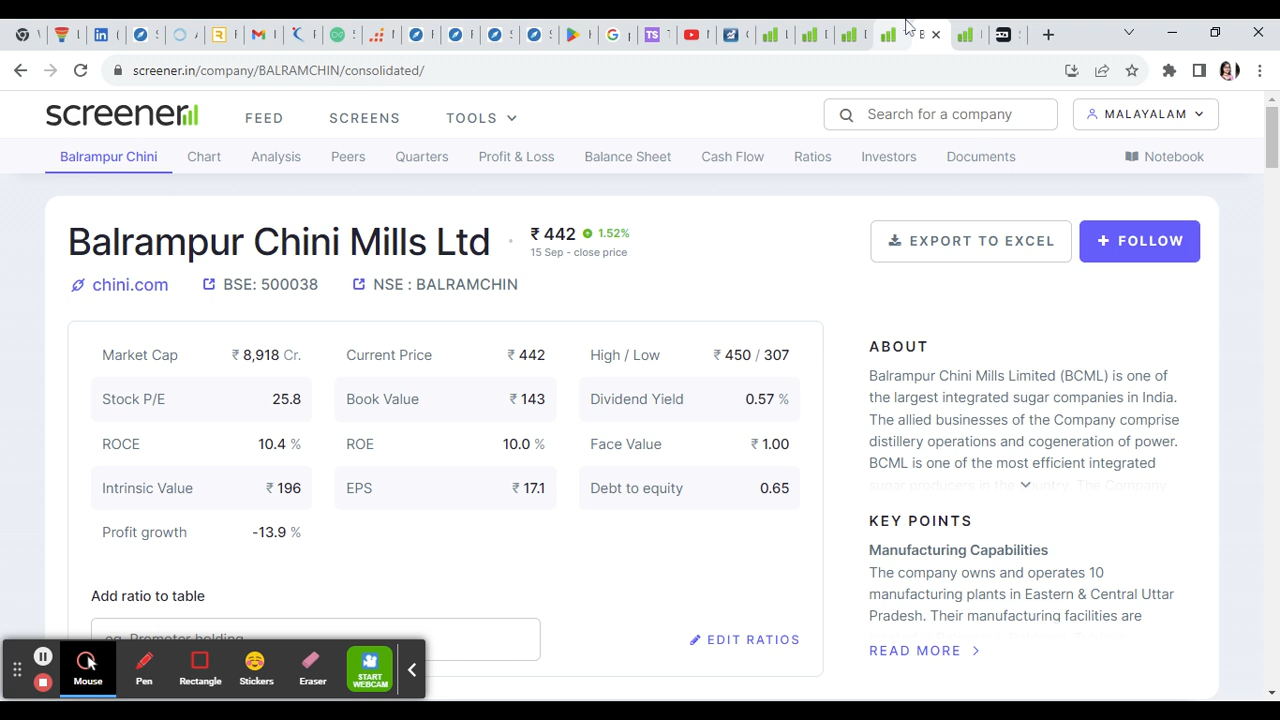 screener.in/company/BALRAMCHIN/consolidated/
screener
FEED SCREENS TOOLS
Search for a company
MALAYALAM
Balrampur Chini Chart Analysis Peers Quarters Profit & Loss Balance Sheet Cash Flow Ratios Investors Documents Notebook
Balrampur Chini Mills Ltd
₹ 442 1.52%
15 Sep - close price
EXPORT TO EXCEL
+ FOLLOW
chini.com BSE: 500038 NSE : BALRAMCHIN
Market Cap ₹ 8,918 Cr. Current Price ₹ 442 High / Low ₹ 450 / 307
Stock P/E 25.8 Book Value ₹ 143 Dividend Yield 0.57 %
ROCE 10.4 % ROE 10.0 % Face Value ₹ 1.00
Intrinsic Value ₹ 196 EPS ₹ 17.1 Debt to equity 0.65
Profit growth -13.9 %
Add ratio to table
EDIT RATIOS
ABOUT
Balrampur Chini Mills Limited (BCML) is one of
the largest integrated sugar companies in India.
The allied businesses of the Company comprise
distillery operations and cogeneration of power.
BCML is one of the most efficient integrated
KEY POINTS
Manufacturing Capabilities
The company owns and operates 10
manufacturing plants in Eastern & Central Uttar
Pradesh. Their manufacturing facilities are
READ MORE
Mouse Pen Rectangle Stickers Eraser START
WEBCAM